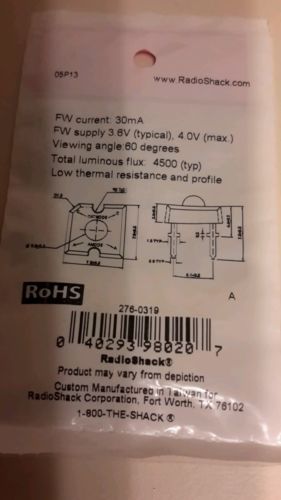 05P13
www.RadioShack.com
FW current: 30mA
FW supply 3.6V (typical), 4.0V (max.)
Viewing angle:60 degrees
Total luminous flux: 4500 (typ)
Low thermal resistance and profile
CATHODE
ANODE
RoHS
A
276-0319
0 40293 98020 7
RadioShack®
Product may vary from depiction
Custom Manufactured in Taiwan for
RadioShack Corporation, Fort Worth, TX 76102
1-800-THE-SHACK ®